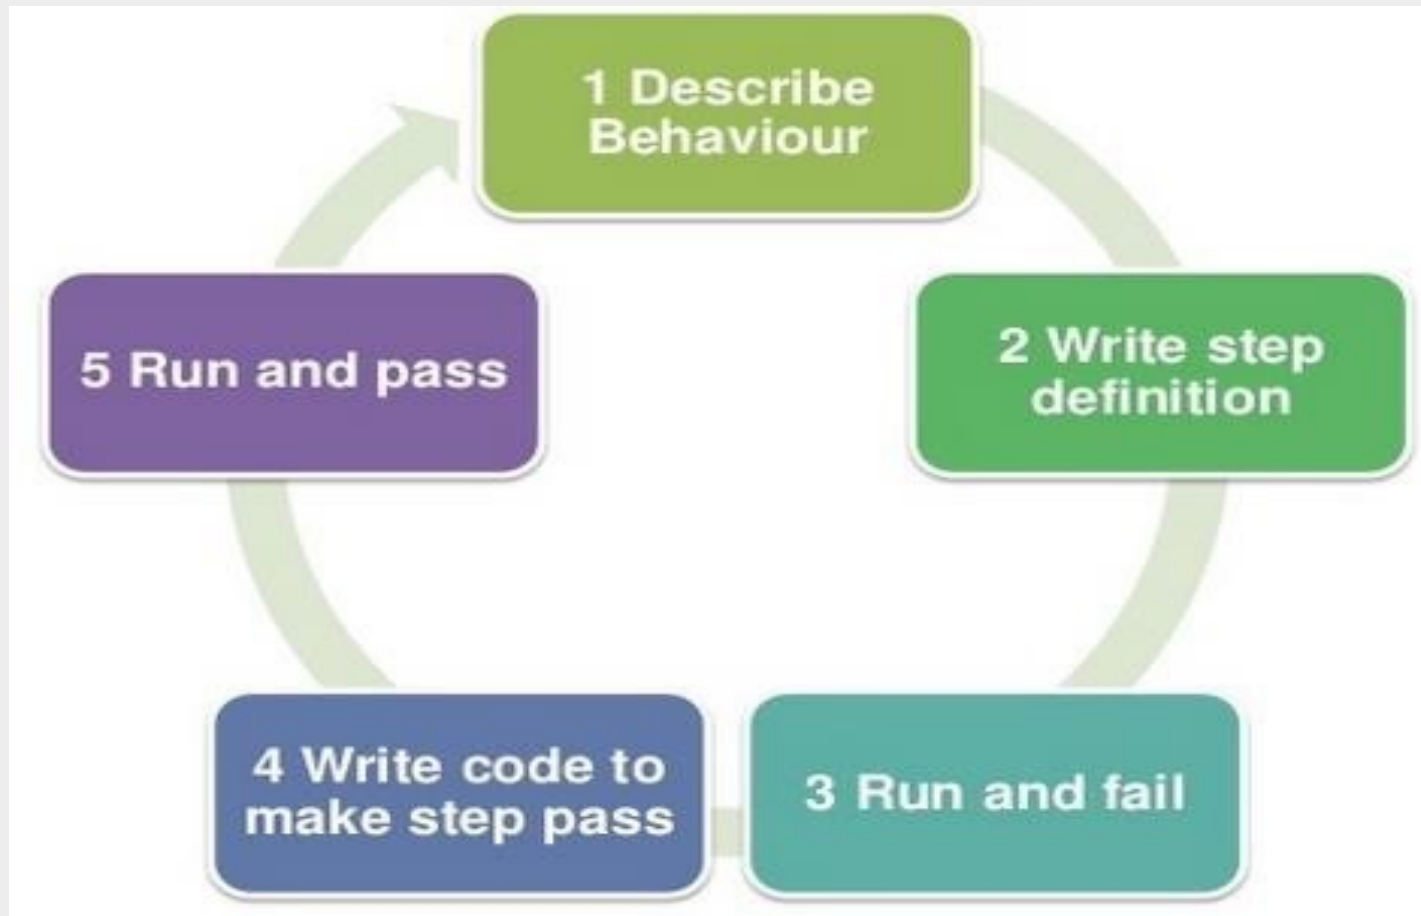 1 Describe
Behaviour
2 Write step
definition
3 Run and fail
4 Write code to
make step pass
5 Run and pass